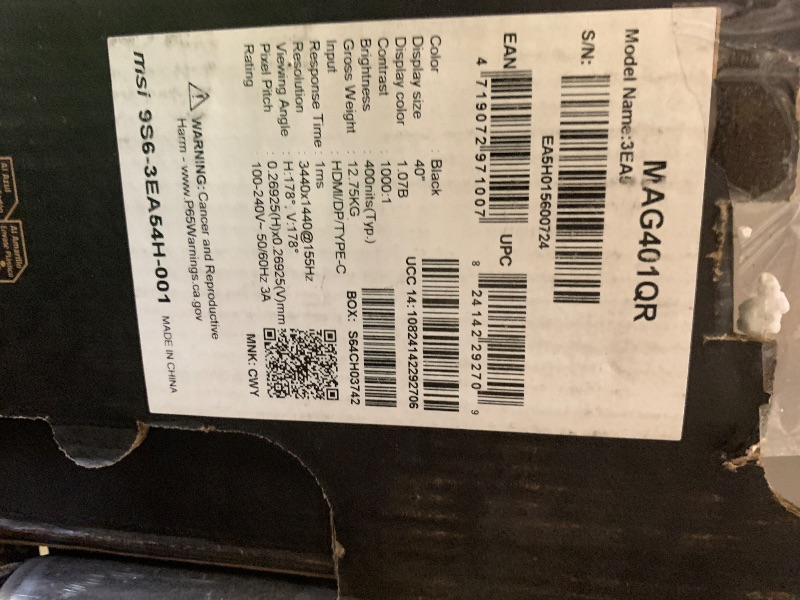 MAG401QR
Model Name:3EA5
S/N:
EA5H015600724
EAN
4 719072 971007
UPC
8 24142 29270 9
Color : Black
Display size : 40"
Display color : 1.07B
Contrast : 1000:1
Brightness : 400nits(Typ.)
Gross Weight : 12.75KG
Input : HDMI/DP/TYPE-C
Response Time : 1ms
Resolution : 3440x1440@155Hz
Viewing Angle : H:178°, V:178°
Pixel Pitch : 0.26925(H)x0.26925(V)mm
Rating : 100-240V~ 50/60Hz 3A
UCC 14: 10824142292706
BOX: S64CH03742
MNK: CWY
WARNING: Cancer and Reproductive
Harm - www.P65Warnings.ca.gov
msi 9S6-3EA54H-001 MADE IN CHINA